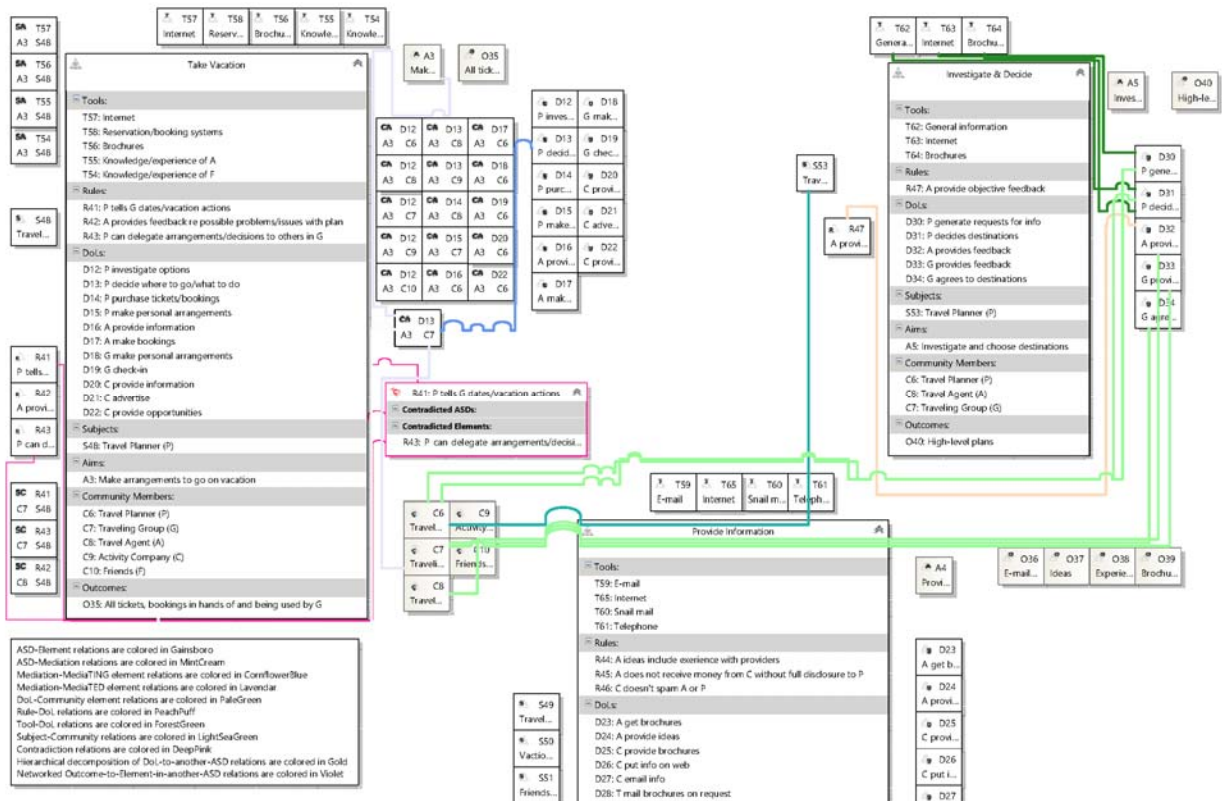 SA T57
A3 S48
SA T56
A3 S48
SA T55
A3 S48
SA T54
A3 S48
T57 T58 T56 T55 T54
Internet Reserv... Brochu... Knowle... Knowle...
A3
Mak...
O35
All tick...
Take Vacation
Tools:
T57: Internet
T58: Reservation/booking systems
T56: Brochures
T55: Knowledge/experience of A
T54: Knowledge/experience of F
Rules:
R41: P tells G dates/vacation actions
R42: A provides feedback re possible problems/issues with plan
R43: P can delegate arrangements/decisions to others in G
DoLs:
D12: P investigate options
D13: P decide where to go/what to do
D14: P purchase tickets/bookings
D15: P make personal arrangements
D16: A provide information
D17: A make bookings
D18: G make personal arrangements
D19: G check-in
D20: C provide information
D21: C advertise
D22: C provide opportunities
Subjects:
S48: Travel Planner (P)
Aims:
A3: Make arrangements to go on vacation
Community Members:
C6: Travel Planner (P)
C7: Traveling Group (G)
C8: Travel Agent (A)
C9: Activity Company (C)
C10: Friends (F)
Outcomes:
O35: All tickets, bookings in hands of and being used by G
S48
Travel...
R41
P tells...
R42
A provi...
R43
P can d...
SC R41
C7 S48
SC R43
C7 S48
SC R42
C8 S48
CA D12 CA D13 CA D17
A3 C6 A3 C6 A3 C8
CA D12 CA D13 CA D18
A3 C8 A3 C9 A3 C6
CA D12 CA D14 CA D19
A3 C7 A3 C8 A3 C6
CA D12 CA D15 CA D20
A3 C9 A3 C7 A3 C6
CA D12 CA D16 CA D22
A3 C10 A3 C6 A3 C6
CA D13
A3 C7
D12 D18
P inves... G mak...
D13 D19
P decid... G chec...
D14 D20
P purc... C provi...
D15 D21
P make... C adve...
D16 D22
A provi... C provi...
D17
A mak...
R41: P tells G dates/vacation actions
Contradicted ASDs:
Contradicted Elements:
R43: P can delegate arrangements/decisi...
C6 C9
Travel... Activity...
C7 C10
Traveli... Friends...
C8
Travel...
S53
Trav...
R47
A provi...
T62 T63 T64
Genera... Internet Brochu...
Investigate & Decide
Tools:
T62: General information
T63: Internet
T64: Brochures
Rules:
R47: A provide objective feedback
DoLs:
D30: P generate requests for info
D31: P decides destinations
D32: A provides feedback
D33: G provides feedback
D34: G agrees to destinations
Subjects:
S53: Travel Planner (P)
Aims:
A5: Investigate and choose destinations
Community Members:
C6: Travel Planner (P)
C8: Travel Agent (A)
C7: Traveling Group (G)
Outcomes:
O40: High-level plans
A5
Inves...
O40
High-le...
D30
P gene...
D31
P decid...
D32
A provi...
D33
G provi...
D34
G agre...
T59 T65 T60 T61
E-mail Internet Snail m... Teleph...
Provide Information
Tools:
T59: E-mail
T65: Internet
T60: Snail mail
T61: Telephone
Rules:
R44: A ideas include exerience with providers
R45: A does not receive money from C without full disclosure to P
R46: C doesn't spam A or P
DoLs:
D23: A get brochures
D24: A provide ideas
D25: C provide brochures
D26: C put info on web
D27: C email info
D28: T mail brochures on request
A4
Provi...
O36 O37 O38 O39
E-mail... Ideas Experie... Brochu...
S49
Travel...
S50
Vactio...
S51
Friends...
D23
A get b...
D24
A provi...
D25
C provi...
D26
C put i...
D27
ASD-Element relations are colored in Gainsboro
ASD-Mediation relations are colored in MintCream
Mediation-MediaTING element relations are colored in CornflowerBlue
Mediation-MediaTED element relations are colored in Lavendar
DoL-Community element relations are colored in PaleGreen
Rule-DoL relations are colored in PeachPuff
Tool-DoL relations are colored in ForestGreen
Subject-Community relations are colored in LightSeaGreen
Contradiction relations are colored in DeepPink
Hierarchical decomposition of DoL-to-another-ASD relations are colored in Gold
Networked Outcome-to-Element-in-another-ASD relations are colored in Violet